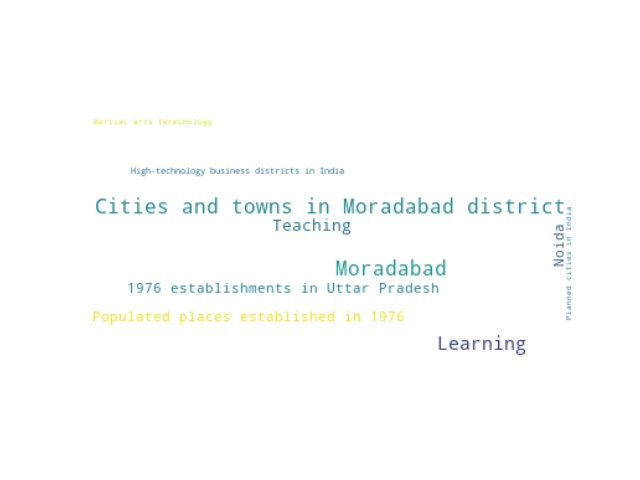 Martial arts terminology
High-technology business districts in India
Cities and towns in Moradabad district
Teaching
Noida
Planned cities in India
Moradabad
1976 establishments in Uttar Pradesh
Populated places established in 1976
Learning